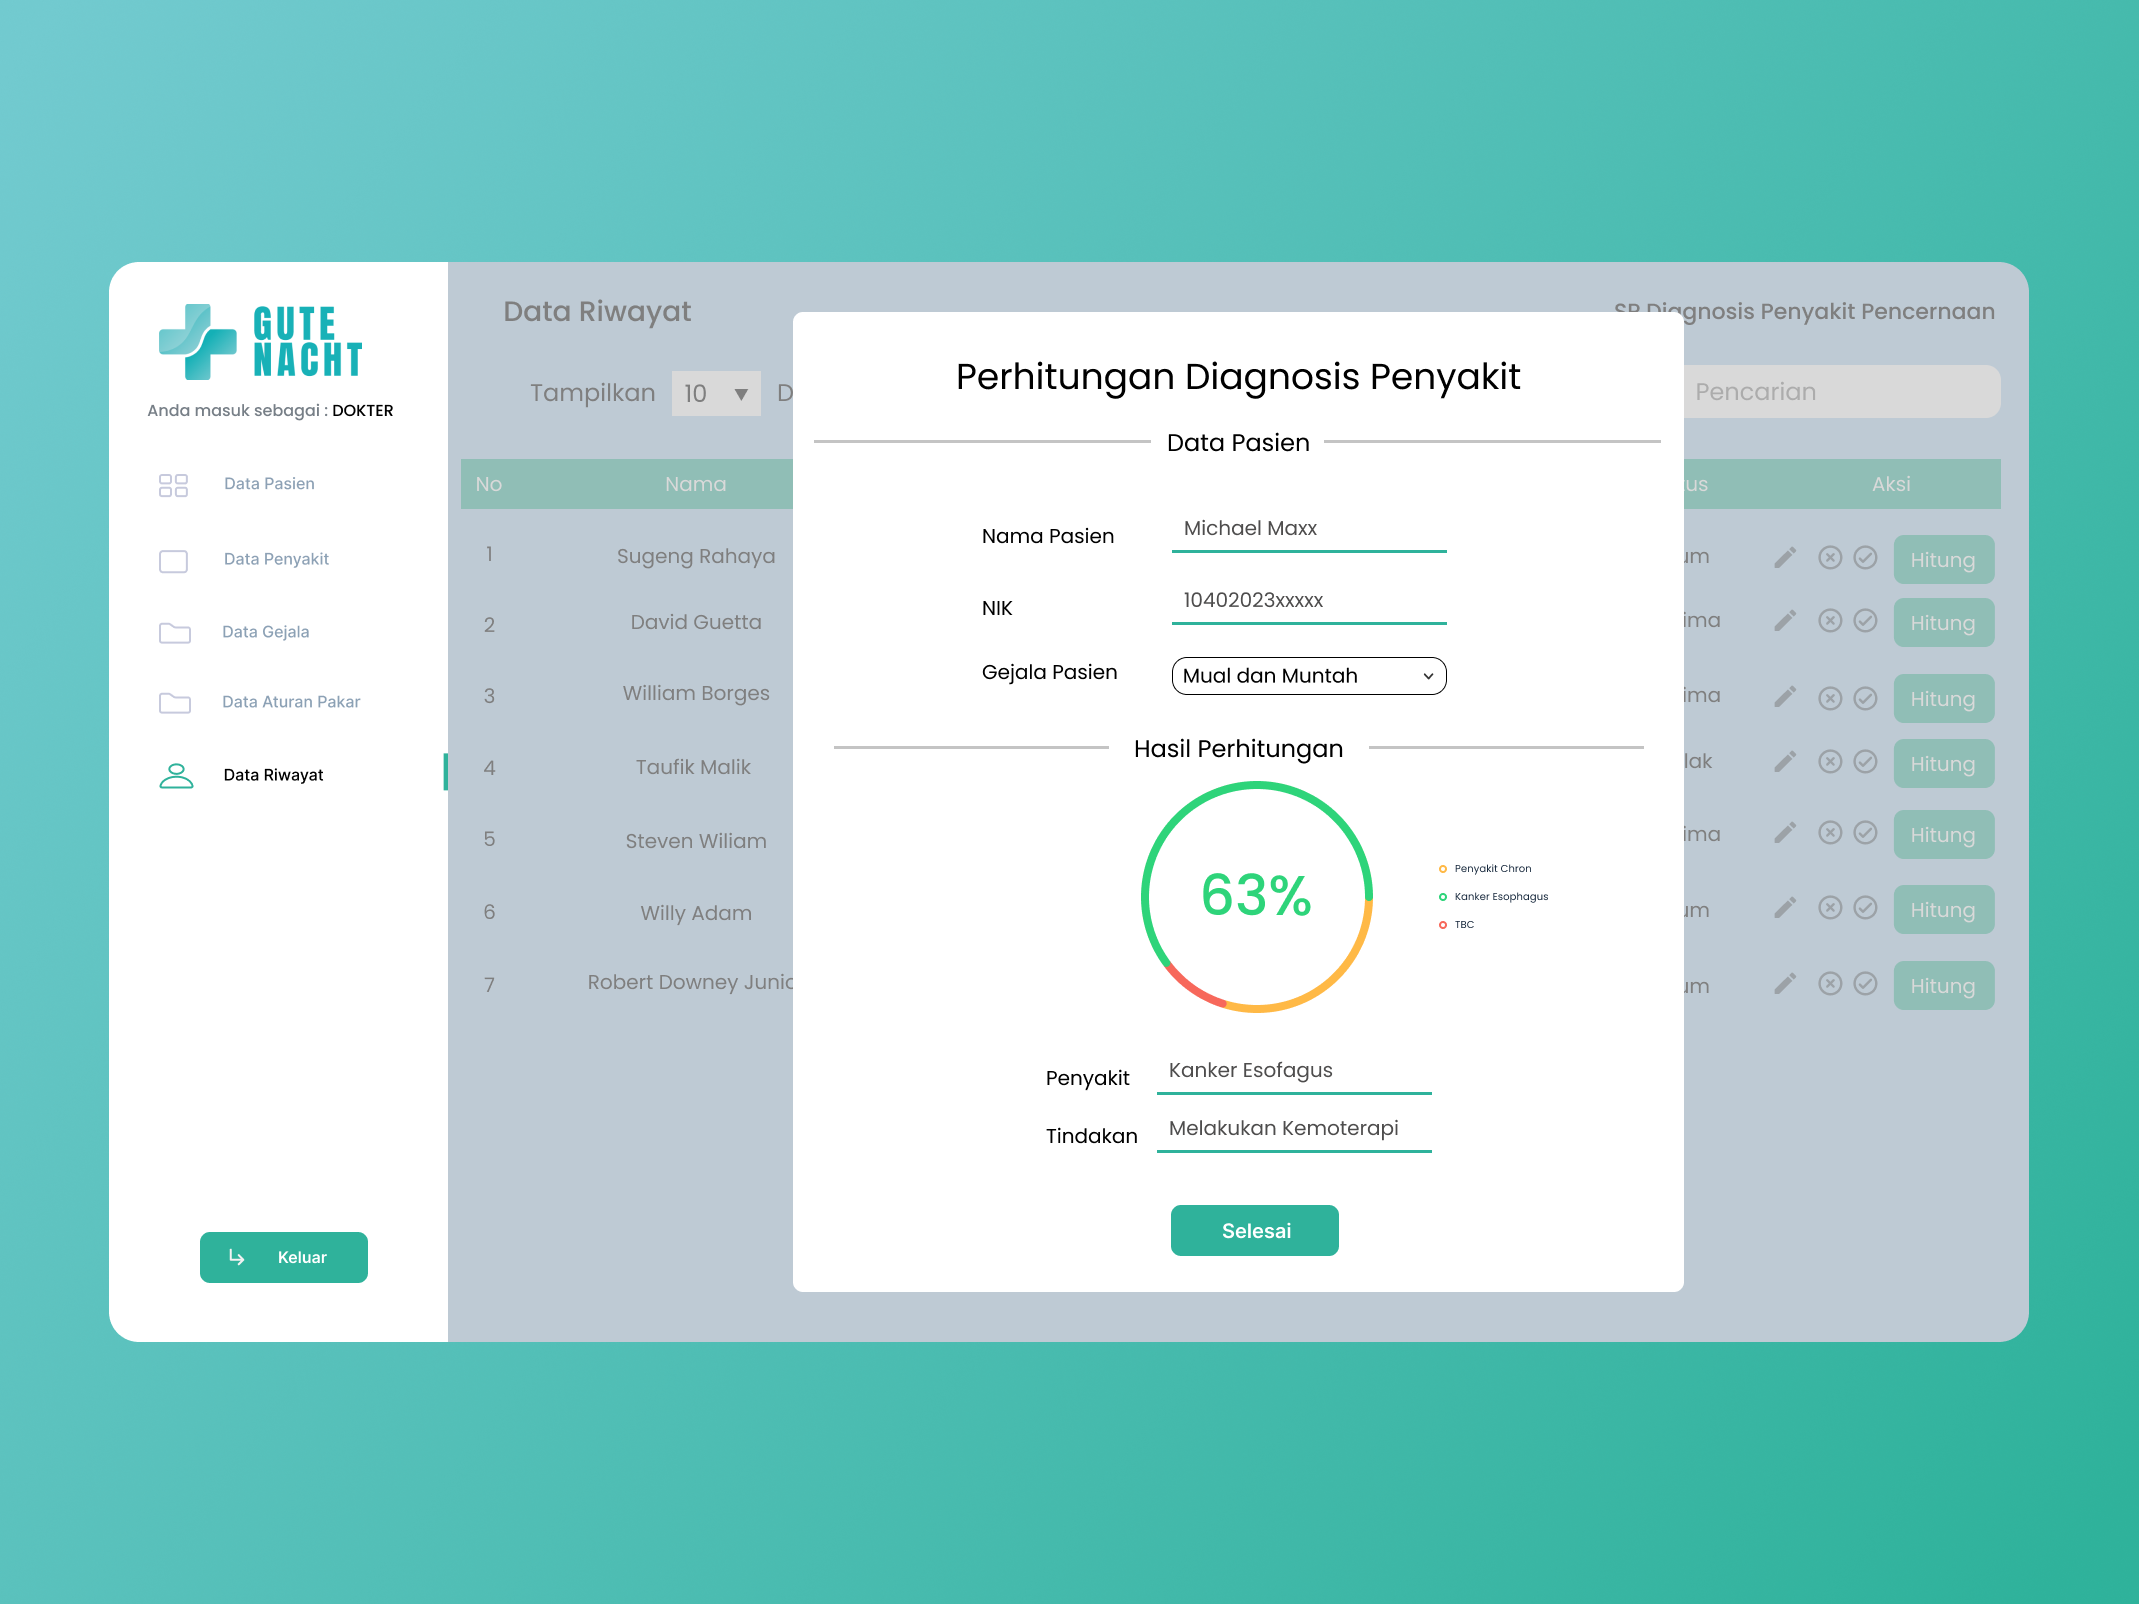 GUTE
NACHT
Anda masuk sebagai : DOKTER
Data Pasien
Data Penyakit
Data Gejala
Data Aturan Pakar
Data Riwayat
Keluar
Data Riwayat
Diagnosis Penyakit Pencernaan
Tampilkan 10 D
Pencarian
No Nama us Aksi
1 Sugeng Rahaya um Hitung
2 David Guetta ima Hitung
3 William Borges ima Hitung
4 Taufik Malik lak Hitung
5 Steven Wiliam ima Hitung
6 Willy Adam um Hitung
7 Robert Downey Junio um Hitung
Perhitungan Diagnosis Penyakit
Data Pasien
Nama Pasien Michael Maxx
NIK 10402023xxxxx
Gejala Pasien Mual dan Muntah
Hasil Perhitungan
63%
Penyakit Chron
Kanker Esophagus
TBC
Penyakit Kanker Esofagus
Tindakan Melakukan Kemoterapi
Selesai